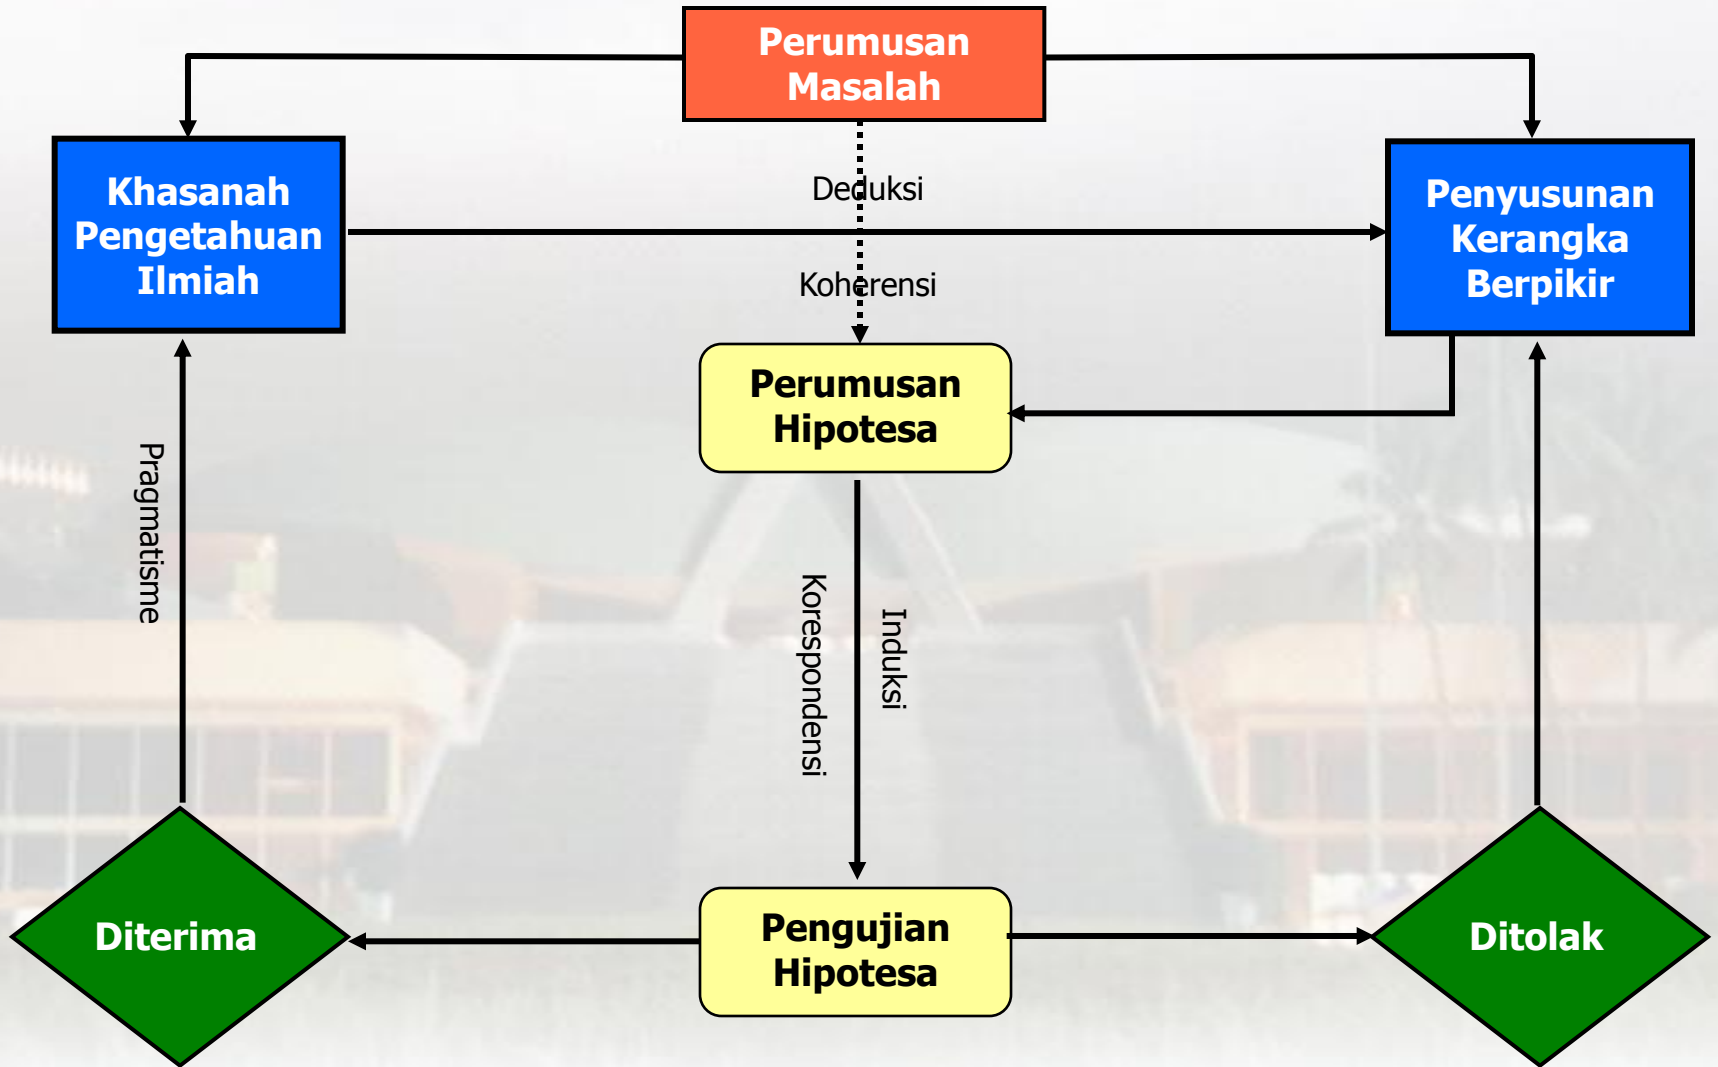 Perumusan
Masalah
Khasanah
Pengetahuan
Ilmiah
Deduksi
Koherensi
Penyusunan
Kerangka
Berpikir
Perumusan
Hipotesa
Pragmatisme
Korespondensi
Induksi
Diterima
Pengujian
Hipotesa
Ditolak